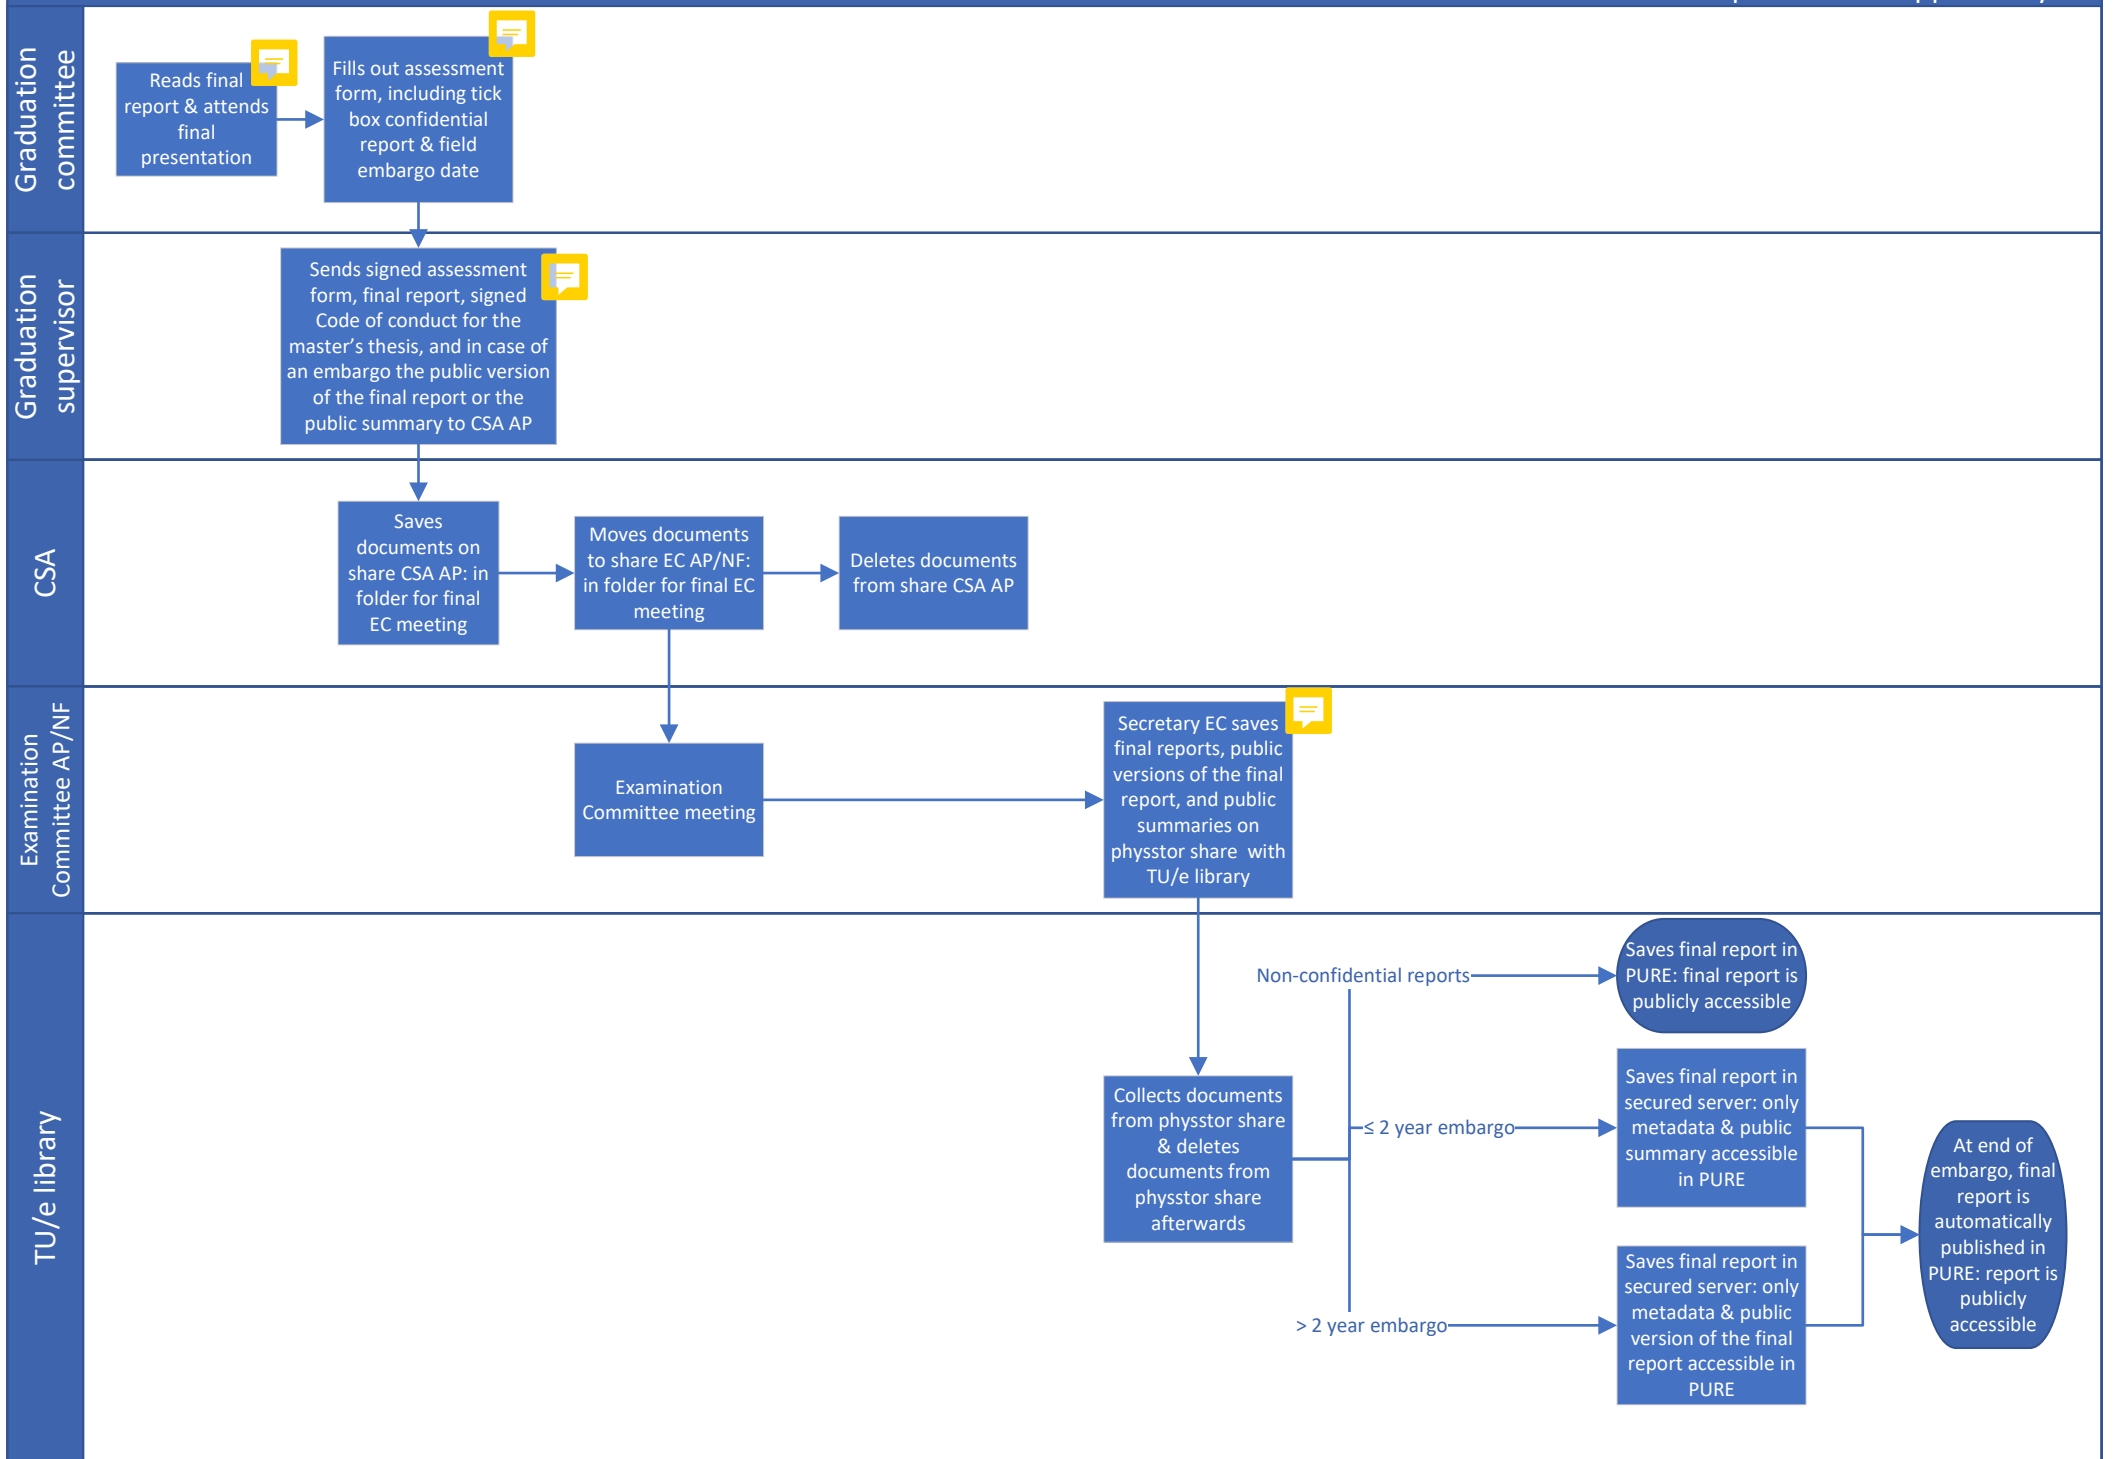 Graduation
committee
Reads final
report & attends
final
presentation
Fills out assessment
form, including tick
box confidential
report & field
embargo date
Graduation
supervisor
Sends signed assessment
form, final report, signed
Code of conduct for the
master’s thesis, and in case of
an embargo the public version
of the final report or the
public summary to CSA AP
CSA
Saves
documents on
share CSA AP: in
folder for final
EC meeting
Moves documents
to share EC AP/NF:
in folder for final EC
meeting
Deletes documents
from share CSA AP
Examination
Committee AP/NF
Examination
Committee meeting
Secretary EC saves
final reports, public
versions of the final
report, and public
summaries on
physstor share with
TU/e library
TU/e library
Collects documents
from physstor share
& deletes
documents from
physstor share
afterwards
Non-confidential reports
Saves final report in
PURE: final report is
publicly accessible
≤ 2 year embargo
Saves final report in
secured server: only
metadata & public
summary accessible
in PURE
> 2 year embargo
Saves final report in
secured server: only
metadata & public
version of the final
report accessible in
PURE
At end of
embargo, final
report is
automatically
published in
PURE: report is
publicly
accessible